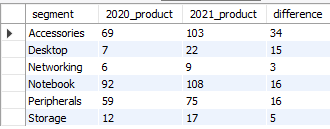 segment 2020_product 2021_product difference
Accessories 69 103 34
Desktop 7 22 15
Networking 6 9 3
Notebook 92 108 16
Peripherals 59 75 16
Storage 12 17 5